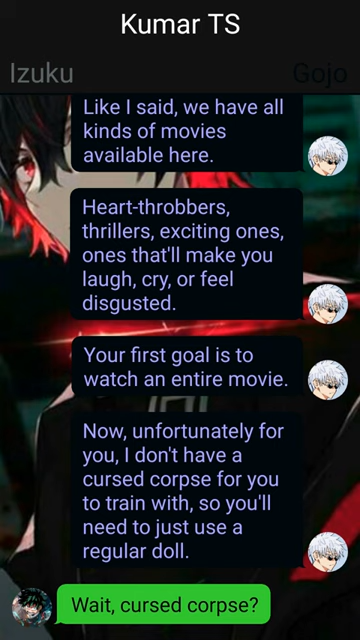 Kumar TS
Izuku Gojo
Like I said, we have all
kinds of movies
available here.
Heart-throbbers,
thrillers, exciting ones,
ones that'll make you
laugh, cry, or feel
disgusted.
Your first goal is to
watch an entire movie.
Now, unfortunately for
you, I don't have a
cursed corpse for you
to train with, so you'll
need to just use a
regular doll.
Wait, cursed corpse?